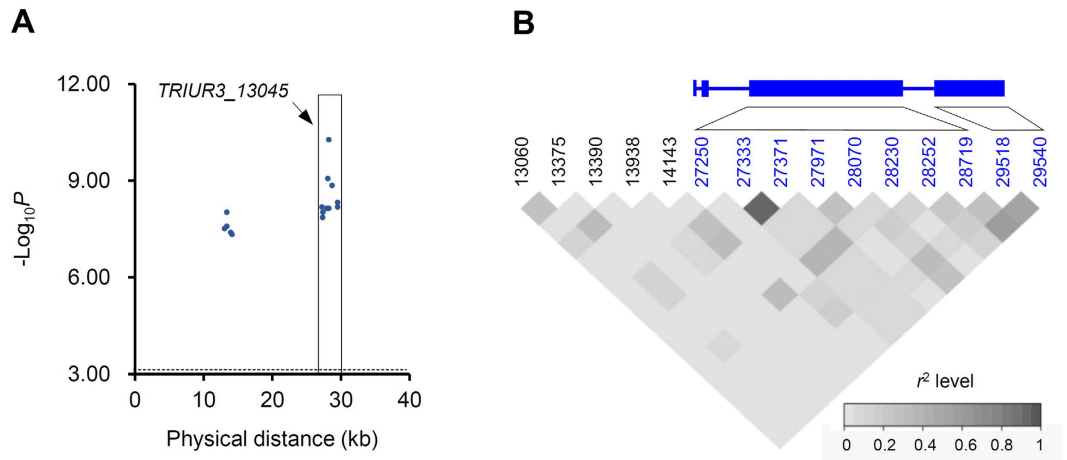 A
B
12.00
9.00
6.00
3.00
-Log10P
TRIUR3_13045
0 10 20 30 40
Physical distance (kb)
13060 13375 13390 13938 14143 27250 27333 27371 27971 28070 28230 28252 28719 29518 29540
r² level
0 0.2 0.4 0.6 0.8 1